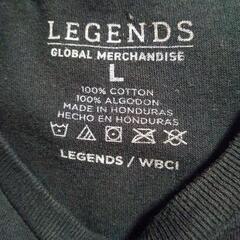 LEGENDS
GLOBAL MERCHANDISE
L
100% COTTON
100% ALGODON
MADE IN HONDURAS
HECHO EN HONDURAS
LEGENDS / WBCI